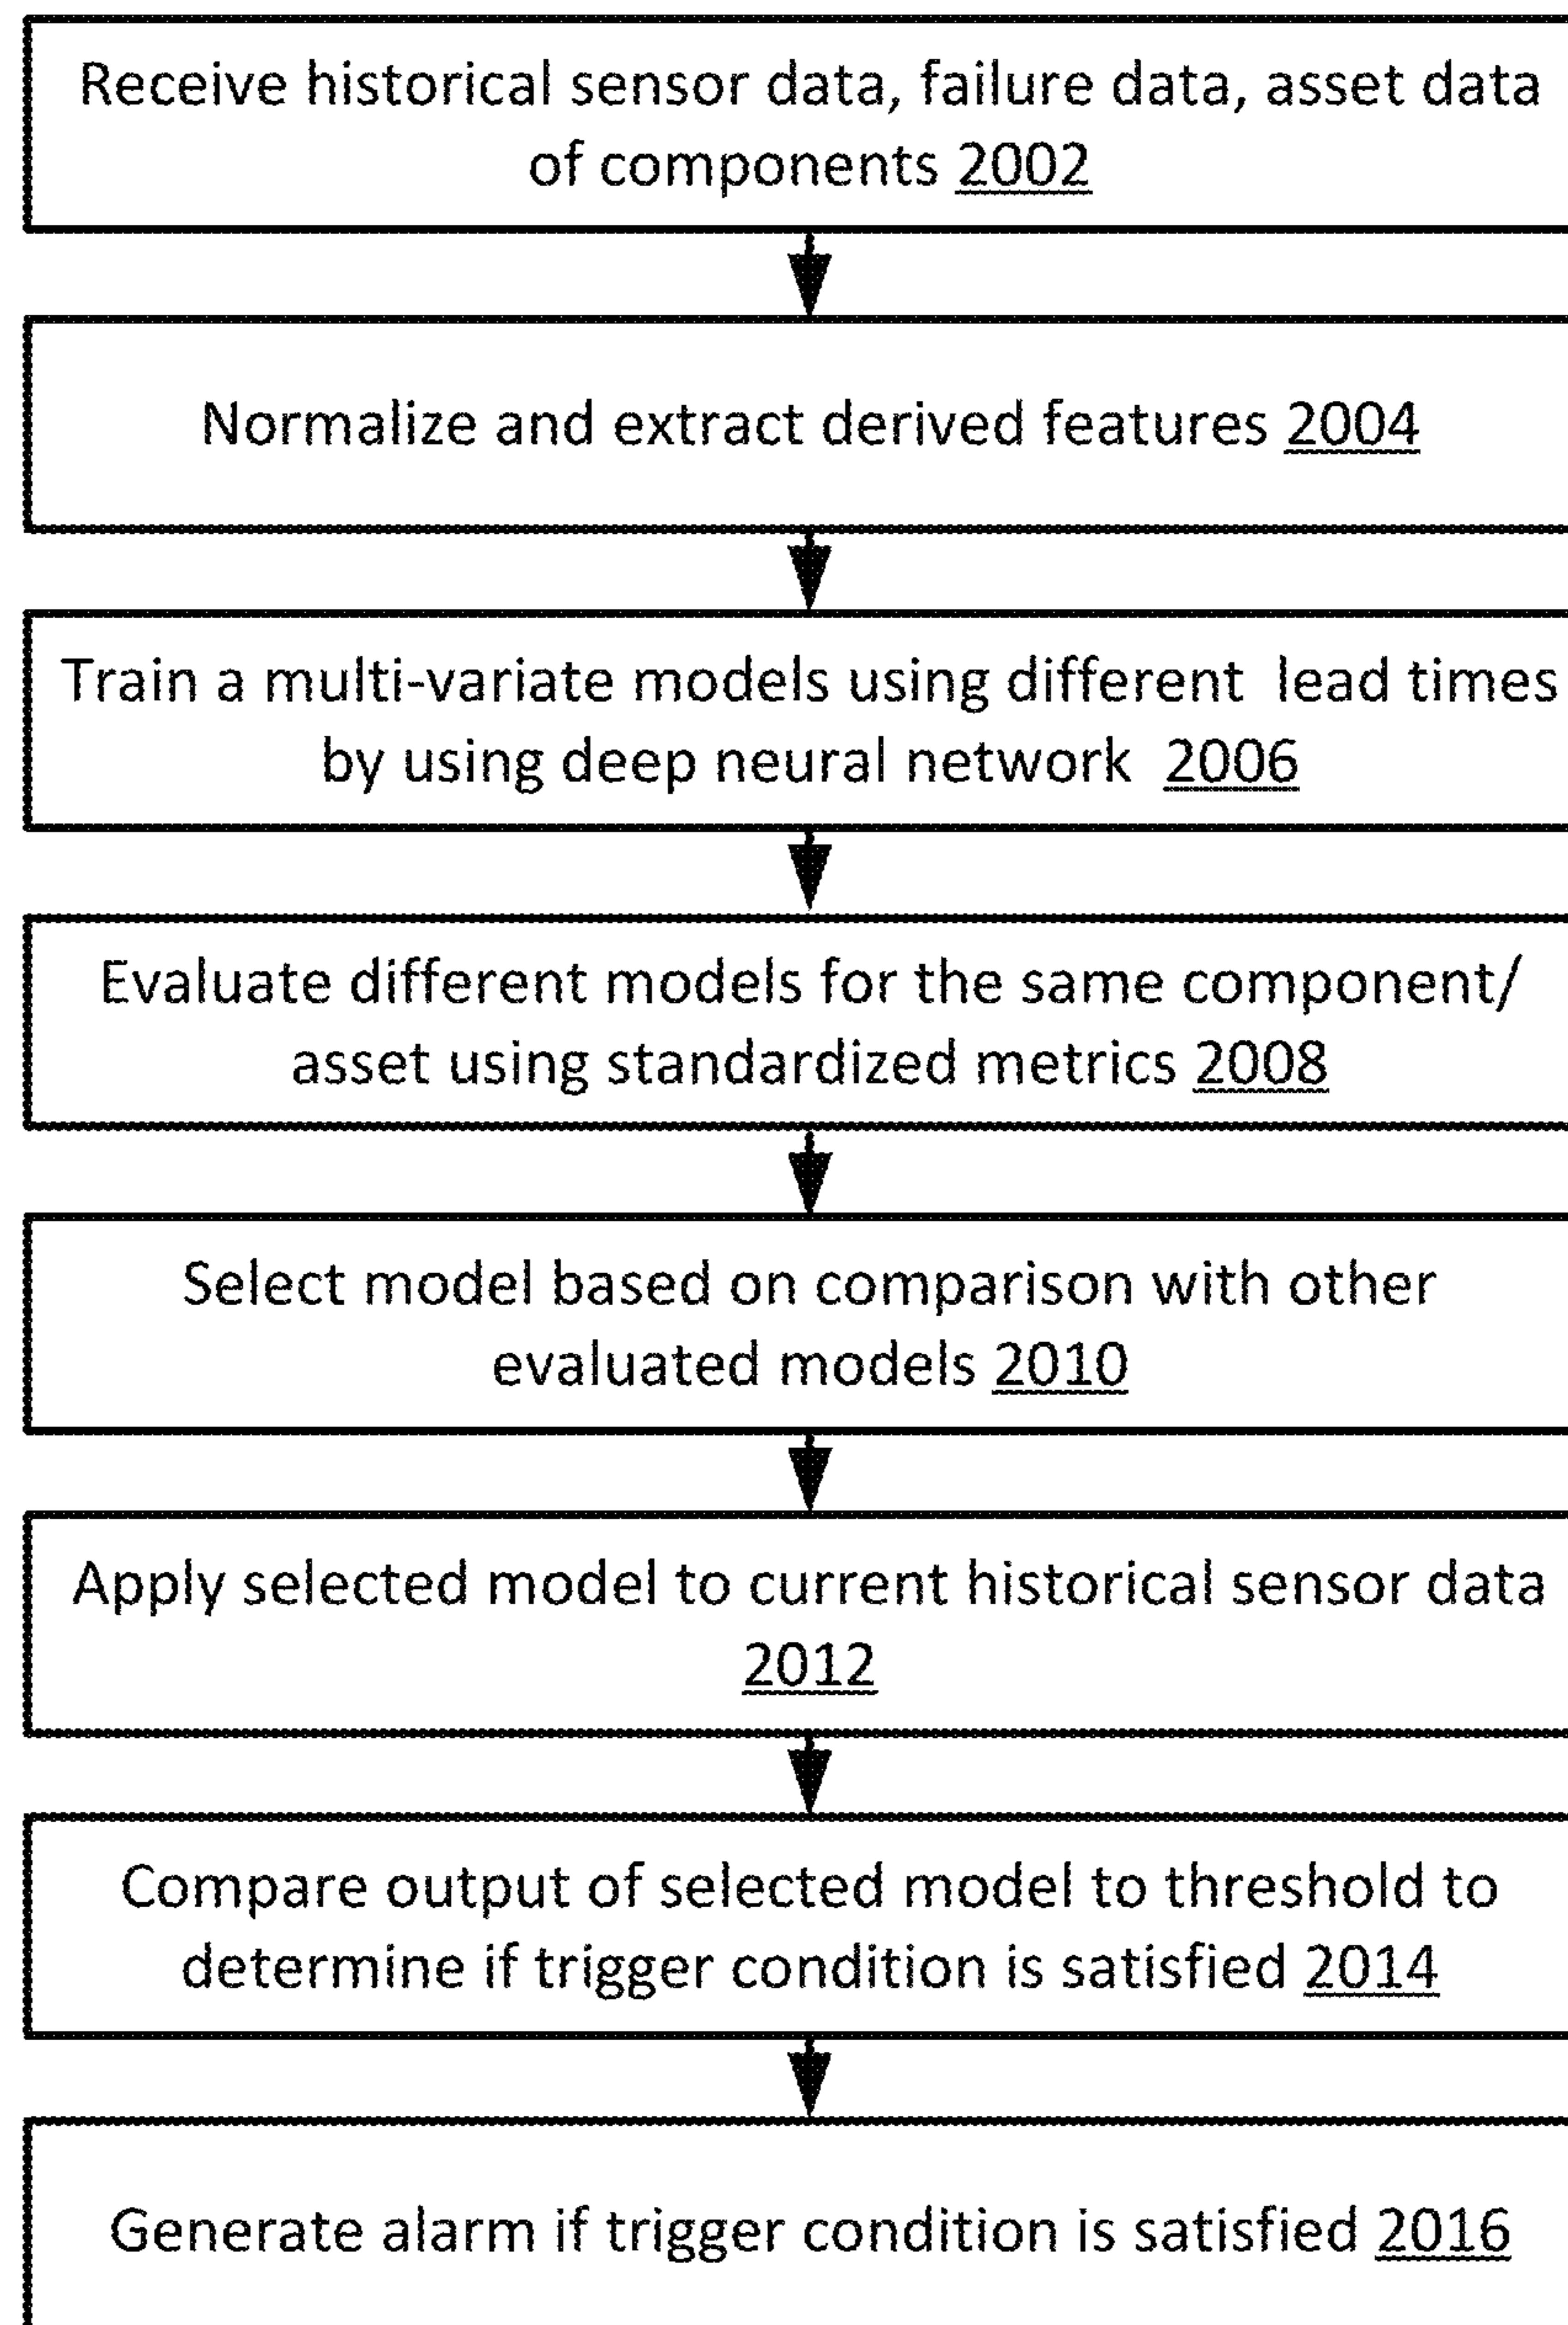 Receive historical sensor data, failure data, asset data
of components 2002
Normalize and extract derived features 2004
Train a multi-variate models using different lead times
by using deep neural network 2006
Evaluate different models for the same component/
asset using standardized metrics 2008
Select model based on comparison with other
evaluated models 2010
Apply selected model to current historical sensor data
2012
Compare output of selected model to threshold to
determine if trigger condition is satisfied 2014
Generate alarm if trigger condition is satisfied 2016